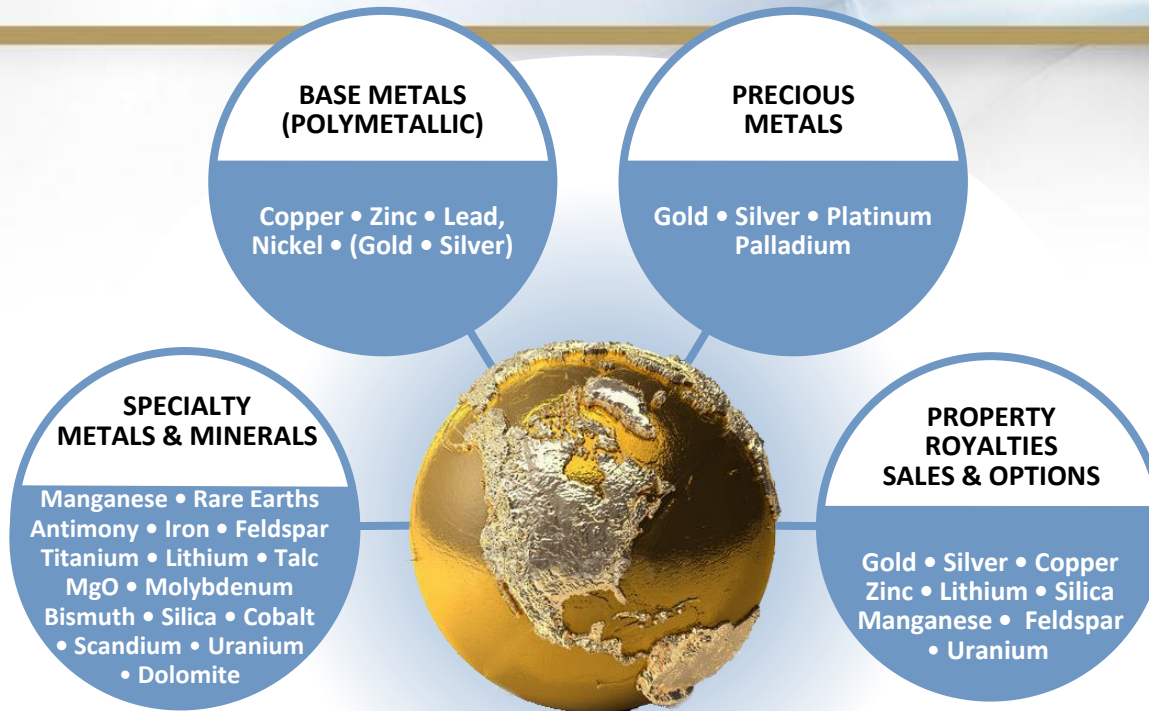 BASE METALS
(POLYMETALLIC)
Copper • Zinc • Lead,
Nickel • (Gold • Silver)
PRECIOUS
METALS
Gold • Silver • Platinum
Palladium
SPECIALTY
METALS & MINERALS
Manganese • Rare Earths
Antimony • Iron • Feldspar
Titanium • Lithium • Talc
MgO • Molybdenum
Bismuth • Silica • Cobalt
• Scandium • Uranium
• Dolomite
PROPERTY
ROYALTIES
SALES & OPTIONS
Gold • Silver • Copper
Zinc • Lithium • Silica
Manganese • Feldspar
• Uranium